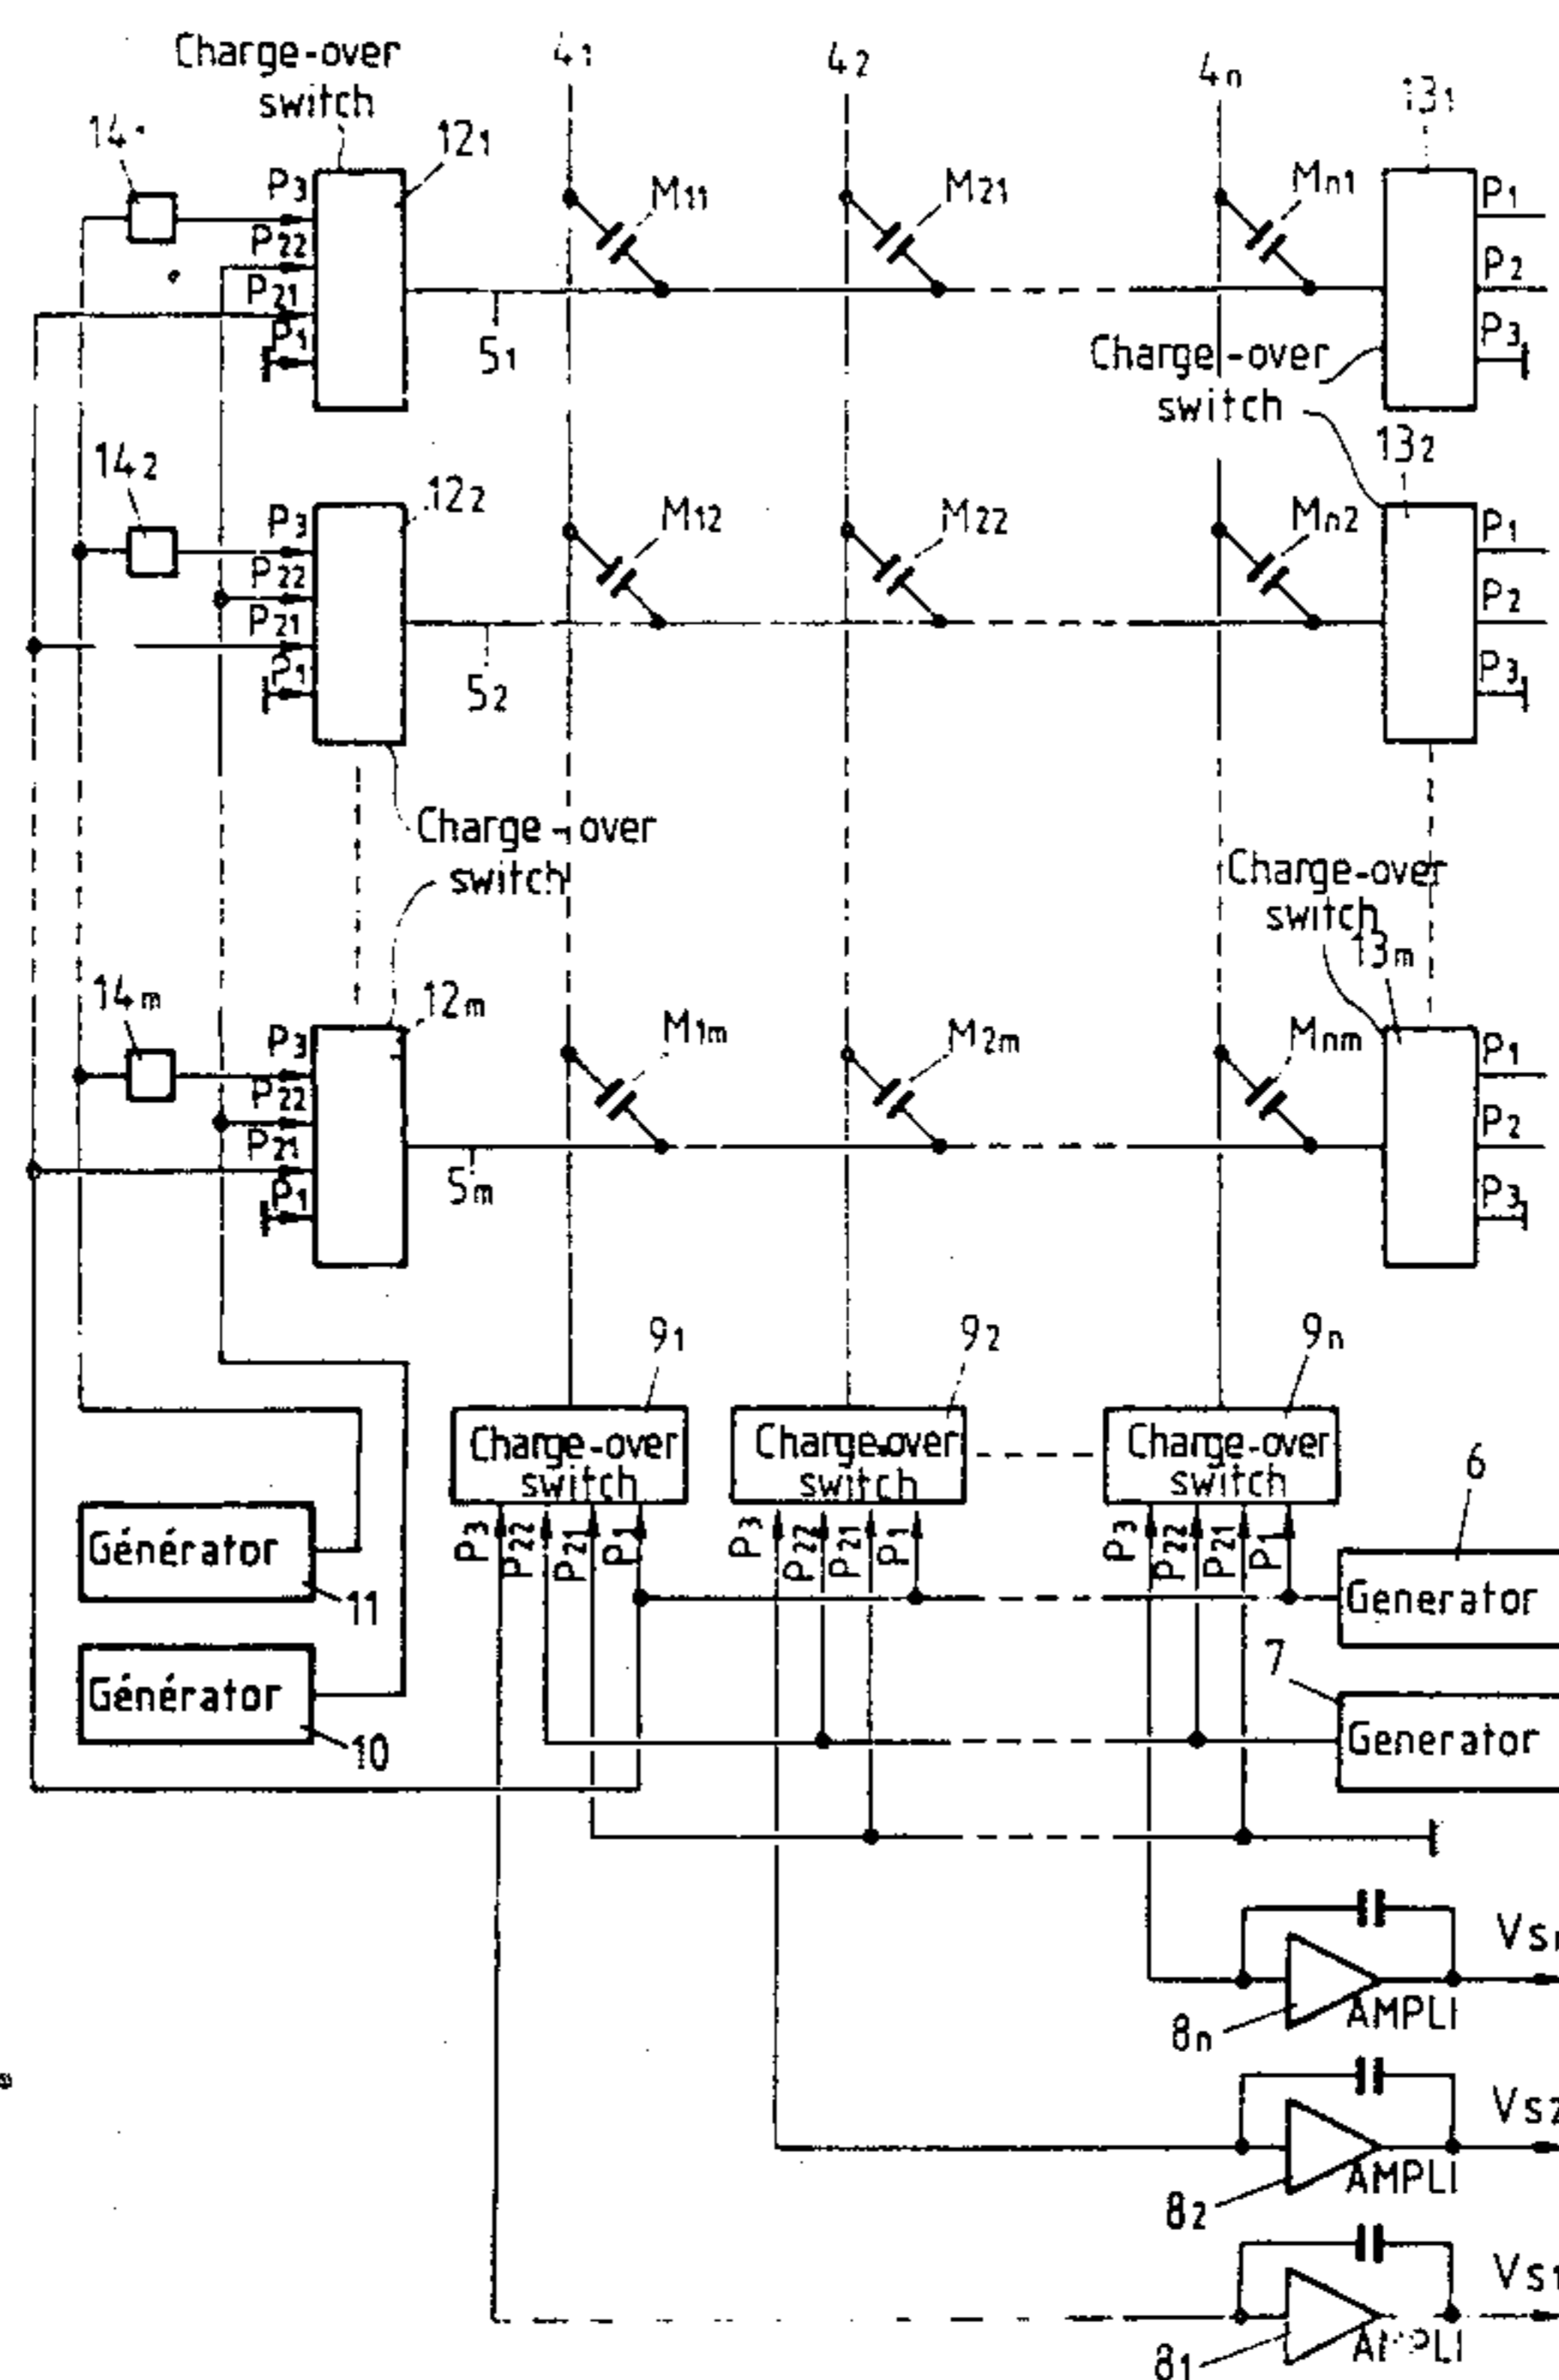 Charge-over
switch
4₁
4₂
4n
13₁
14₁
12₁
P3
P22
P21
P1
M11
M21
Mn1
P1
P2
P3
5₁
Charge-over
switch
14₂
12₂
13₂
P3
P22
P21
P1
M12
M22
Mn2
P1
P2
P3
5₂
Charge-over
switch
Charge-over
switch
14m
12m
13m
P3
P22
P21
P1
M1m
M2m
Mnm
P1
P2
P3
5m
9₁
9₂
9n
Charge-over
switch
Charge-over
switch
Charge-over
switch
6
P3
P22
P21
P1
P3
P22
P21
P1
P3
P22
P21
P1
Générator
11
Generator
7
Générator
10
Generator
8n
AMPLI
Vs2
8₂
AMPLI
Vs1
8₁
AMPLI